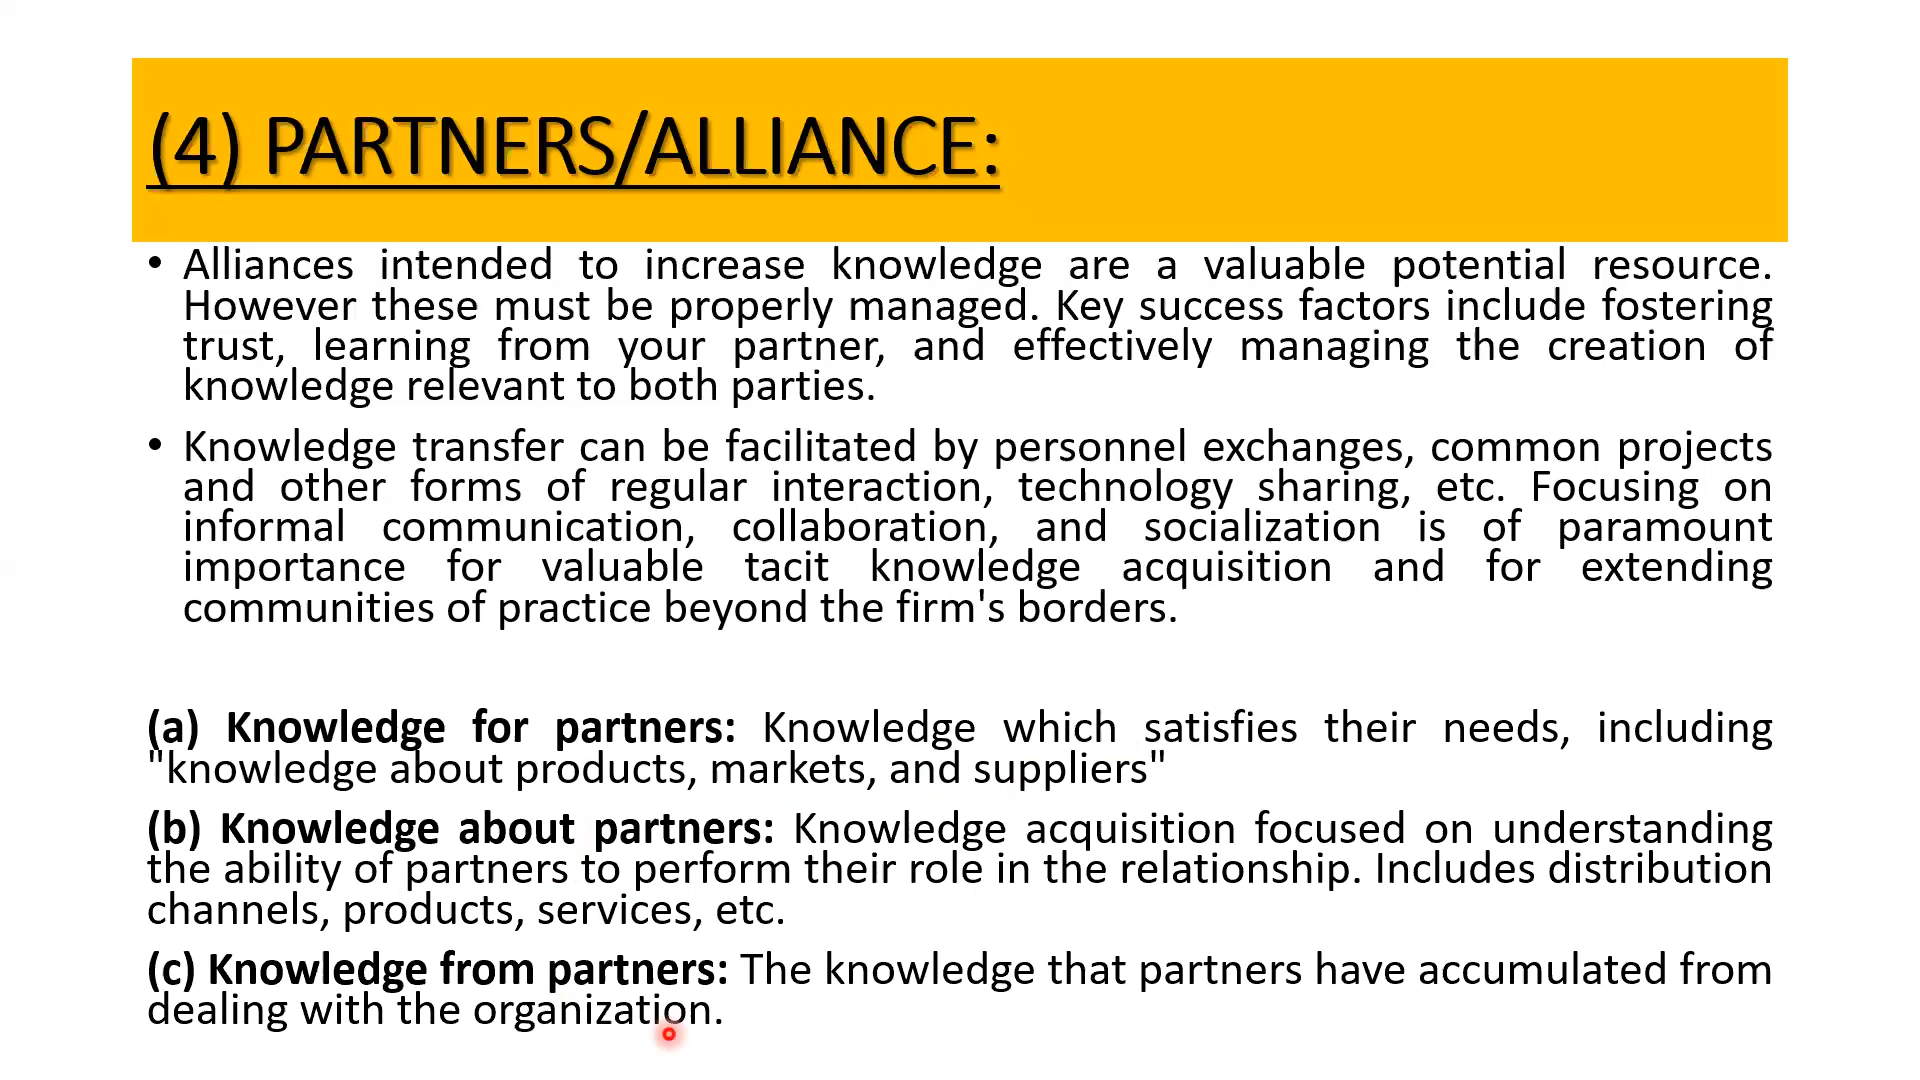 (4) PARTNERS/ALLIANCE:
• Alliances intended to increase knowledge are a valuable potential resource.
However these must be properly managed. Key success factors include fostering
trust, learning from your partner, and effectively managing the creation of
knowledge relevant to both parties.
• Knowledge transfer can be facilitated by personnel exchanges, common projects
and other forms of regular interaction, technology sharing, etc. Focusing on
informal communication, collaboration, and socialization is of paramount
importance for valuable tacit knowledge acquisition and for extending
communities of practice beyond the firm's borders.
(a) Knowledge for partners: Knowledge which satisfies their needs, including
"knowledge about products, markets, and suppliers"
(b) Knowledge about partners: Knowledge acquisition focused on understanding
the ability of partners to perform their role in the relationship. Includes distribution
channels, products, services, etc.
(c) Knowledge from partners: The knowledge that partners have accumulated from
dealing with the organization.